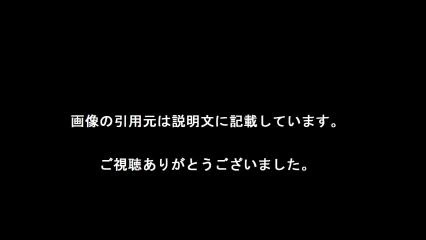 画像の引用元は説明文に記載しています。
ご視聴ありがとうございました。